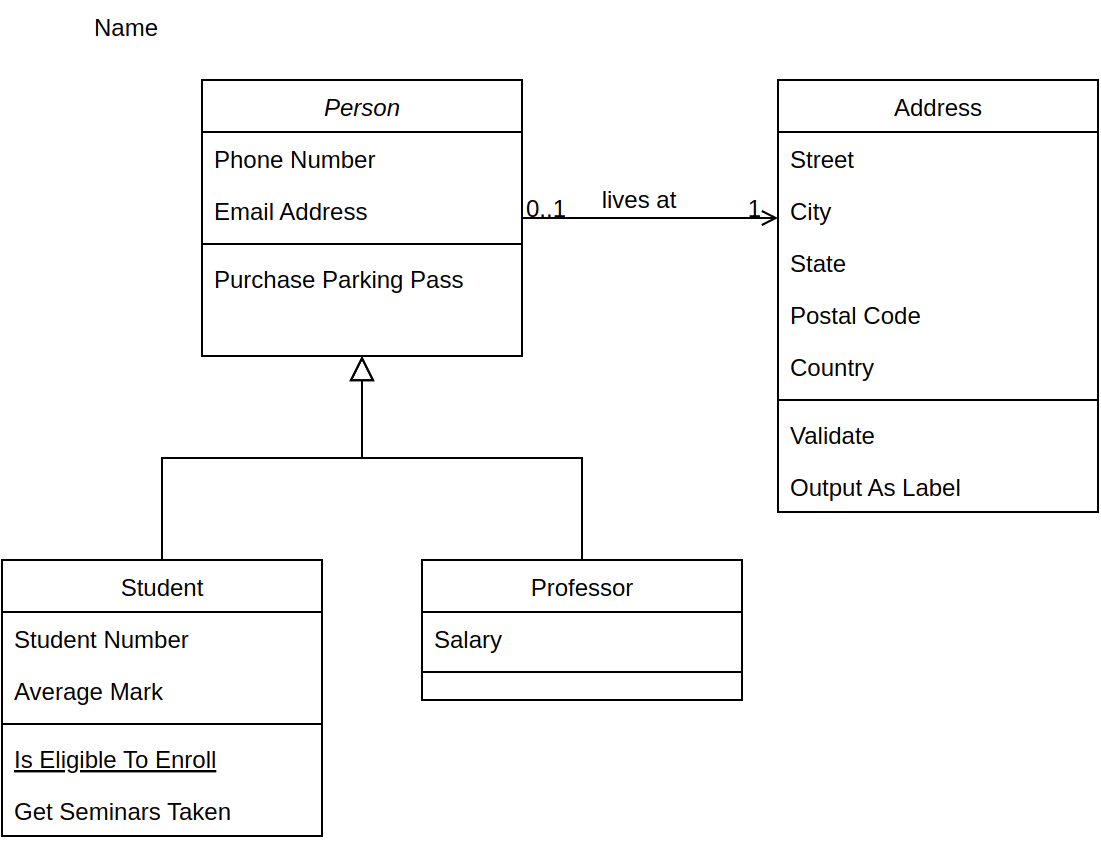 Name
Person
Phone Number
Email Address
Purchase Parking Pass
0..1
lives at
1
Address
Street
City
State
Postal Code
Country
Validate
Output As Label
Student
Student Number
Average Mark
Is Eligible To Enroll
Get Seminars Taken
Professor
Salary